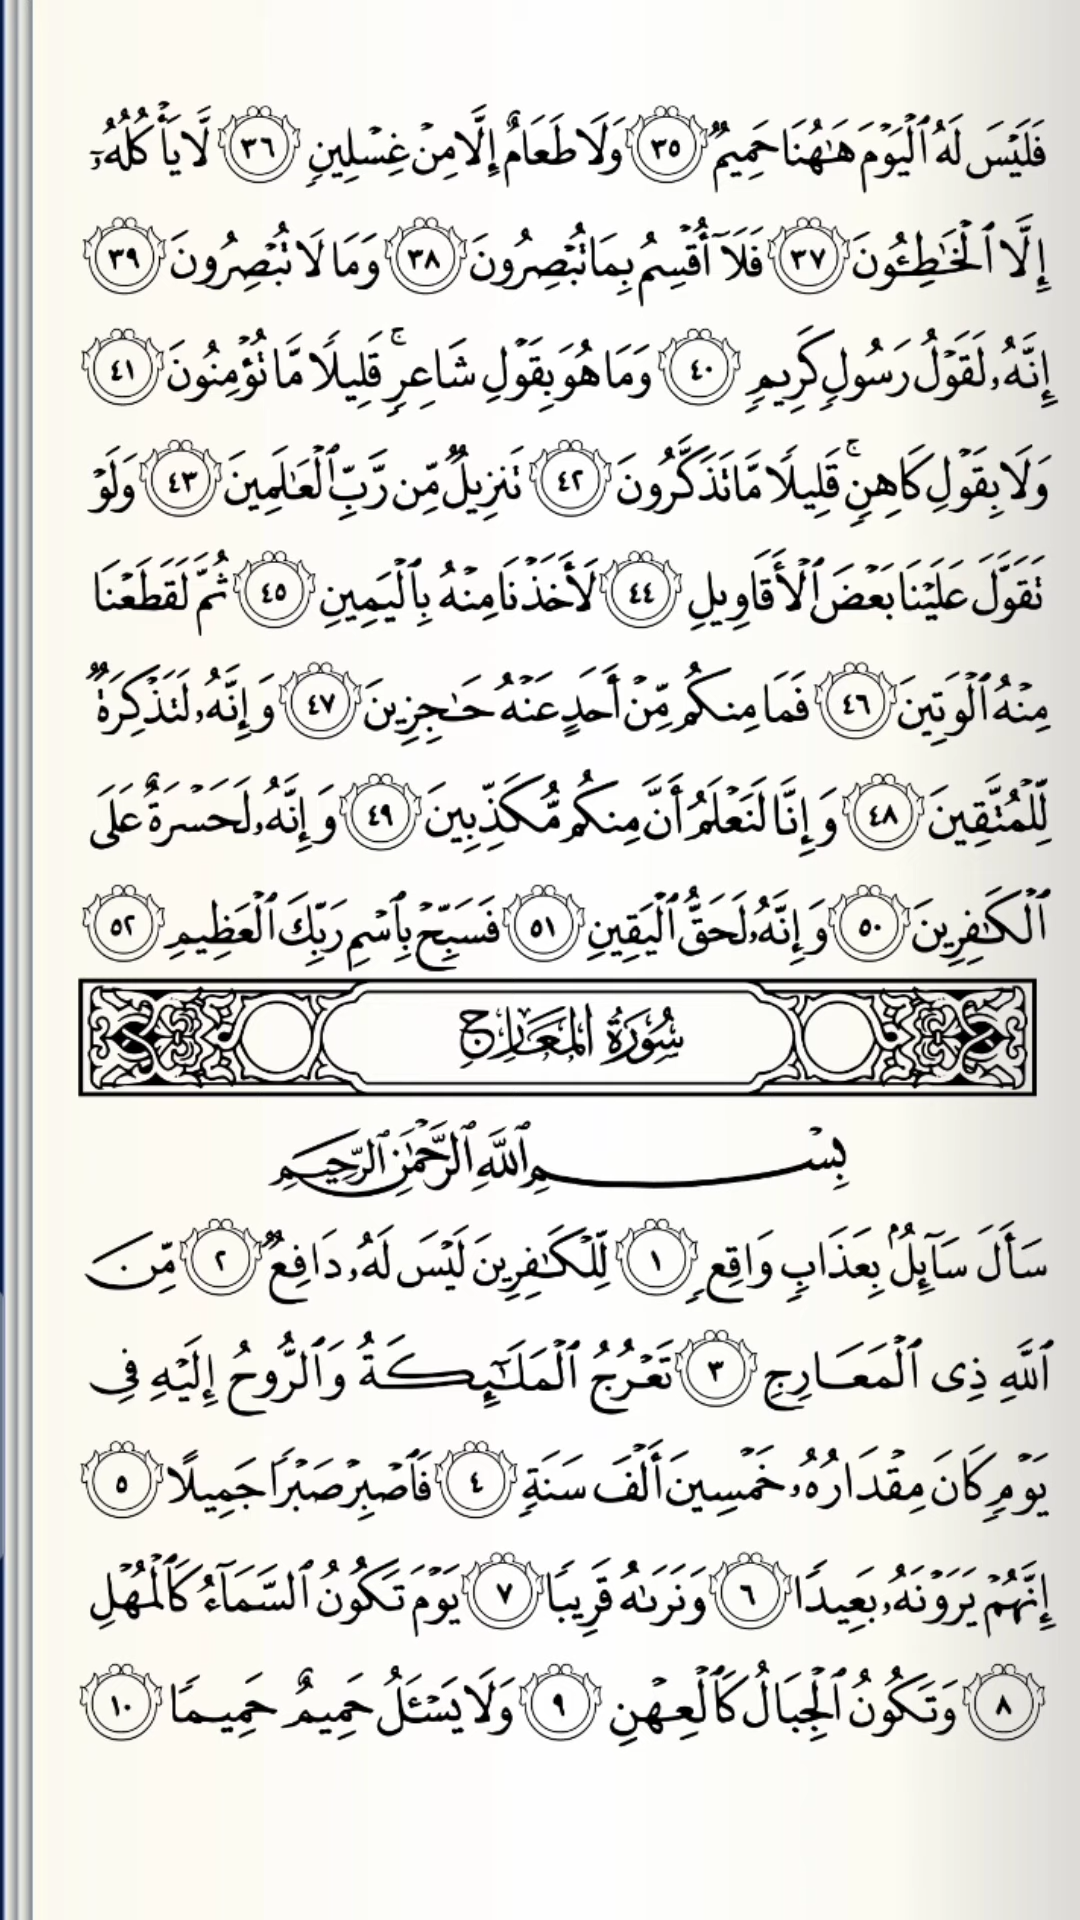 فَلَيْسَ لَهُ ٱلْيَوْمَ هَٰهُنَا حَمِيمٌ ٣٥ وَلَا طَعَامٌ إِلَّا مِنْ غِسْلِينٍ ٣٦ لَّا يَأْكُلُهُۥٓ
إِلَّا ٱلْخَٰطِـُٔونَ ٣٧ فَلَآ أُقْسِمُ بِمَا تُبْصِرُونَ ٣٨ وَمَا لَا تُبْصِرُونَ ٣٩
إِنَّهُۥ لَقَوْلُ رَسُولٍ كَرِيمٍ ٤٠ وَمَا هُوَ بِقَوْلِ شَاعِرٍ ۚ قَلِيلًا مَّا تُؤْمِنُونَ ٤١
وَلَا بِقَوْلِ كَاهِنٍ ۚ قَلِيلًا مَّا تَذَكَّرُونَ ٤٢ تَنزِيلٌ مِّن رَّبِّ ٱلْعَٰلَمِينَ ٤٣ وَلَوْ
تَقَوَّلَ عَلَيْنَا بَعْضَ ٱلْأَقَاوِيلِ ٤٤ لَأَخَذْنَا مِنْهُ بِٱلْيَمِينِ ٤٥ ثُمَّ لَقَطَعْنَا
مِنْهُ ٱلْوَتِينَ ٤٦ فَمَا مِنكُم مِّنْ أَحَدٍ عَنْهُ حَٰجِزِينَ ٤٧ وَإِنَّهُۥ لَتَذْكِرَةٌ
لِّلْمُتَّقِينَ ٤٨ وَإِنَّا لَنَعْلَمُ أَنَّ مِنكُم مُّكَذِّبِينَ ٤٩ وَإِنَّهُۥ لَحَسْرَةٌ عَلَى
ٱلْكَٰفِرِينَ ٥٠ وَإِنَّهُۥ لَحَقُّ ٱلْيَقِينِ ٥١ فَسَبِّحْ بِٱسْمِ رَبِّكَ ٱلْعَظِيمِ ٥٢
سُورَةُ المَعَارِجِ
بِسْمِ ٱللَّهِ ٱلرَّحْمَٰنِ ٱلرَّحِيمِ
سَأَلَ سَآئِلٌۢ بِعَذَابٍ وَاقِعٍ ١ لِّلْكَٰفِرِينَ لَيْسَ لَهُۥ دَافِعٌ ٢ مِّنَ
ٱللَّهِ ذِى ٱلْمَعَارِجِ ٣ تَعْرُجُ ٱلْمَلَٰٓئِكَةُ وَٱلرُّوحُ إِلَيْهِ فِى
يَوْمٍ كَانَ مِقْدَارُهُۥ خَمْسِينَ أَلْفَ سَنَةٍ ٤ فَٱصْبِرْ صَبْرًا جَمِيلًا ٥
إِنَّهُمْ يَرَوْنَهُۥ بَعِيدًا ٦ وَنَرَىٰهُ قَرِيبًا ٧ يَوْمَ تَكُونُ ٱلسَّمَآءُ كَٱلْمُهْلِ
٨ وَتَكُونُ ٱلْجِبَالُ كَٱلْعِهْنِ ٩ وَلَا يَسْـَٔلُ حَمِيمٌ حَمِيمًا ١٠